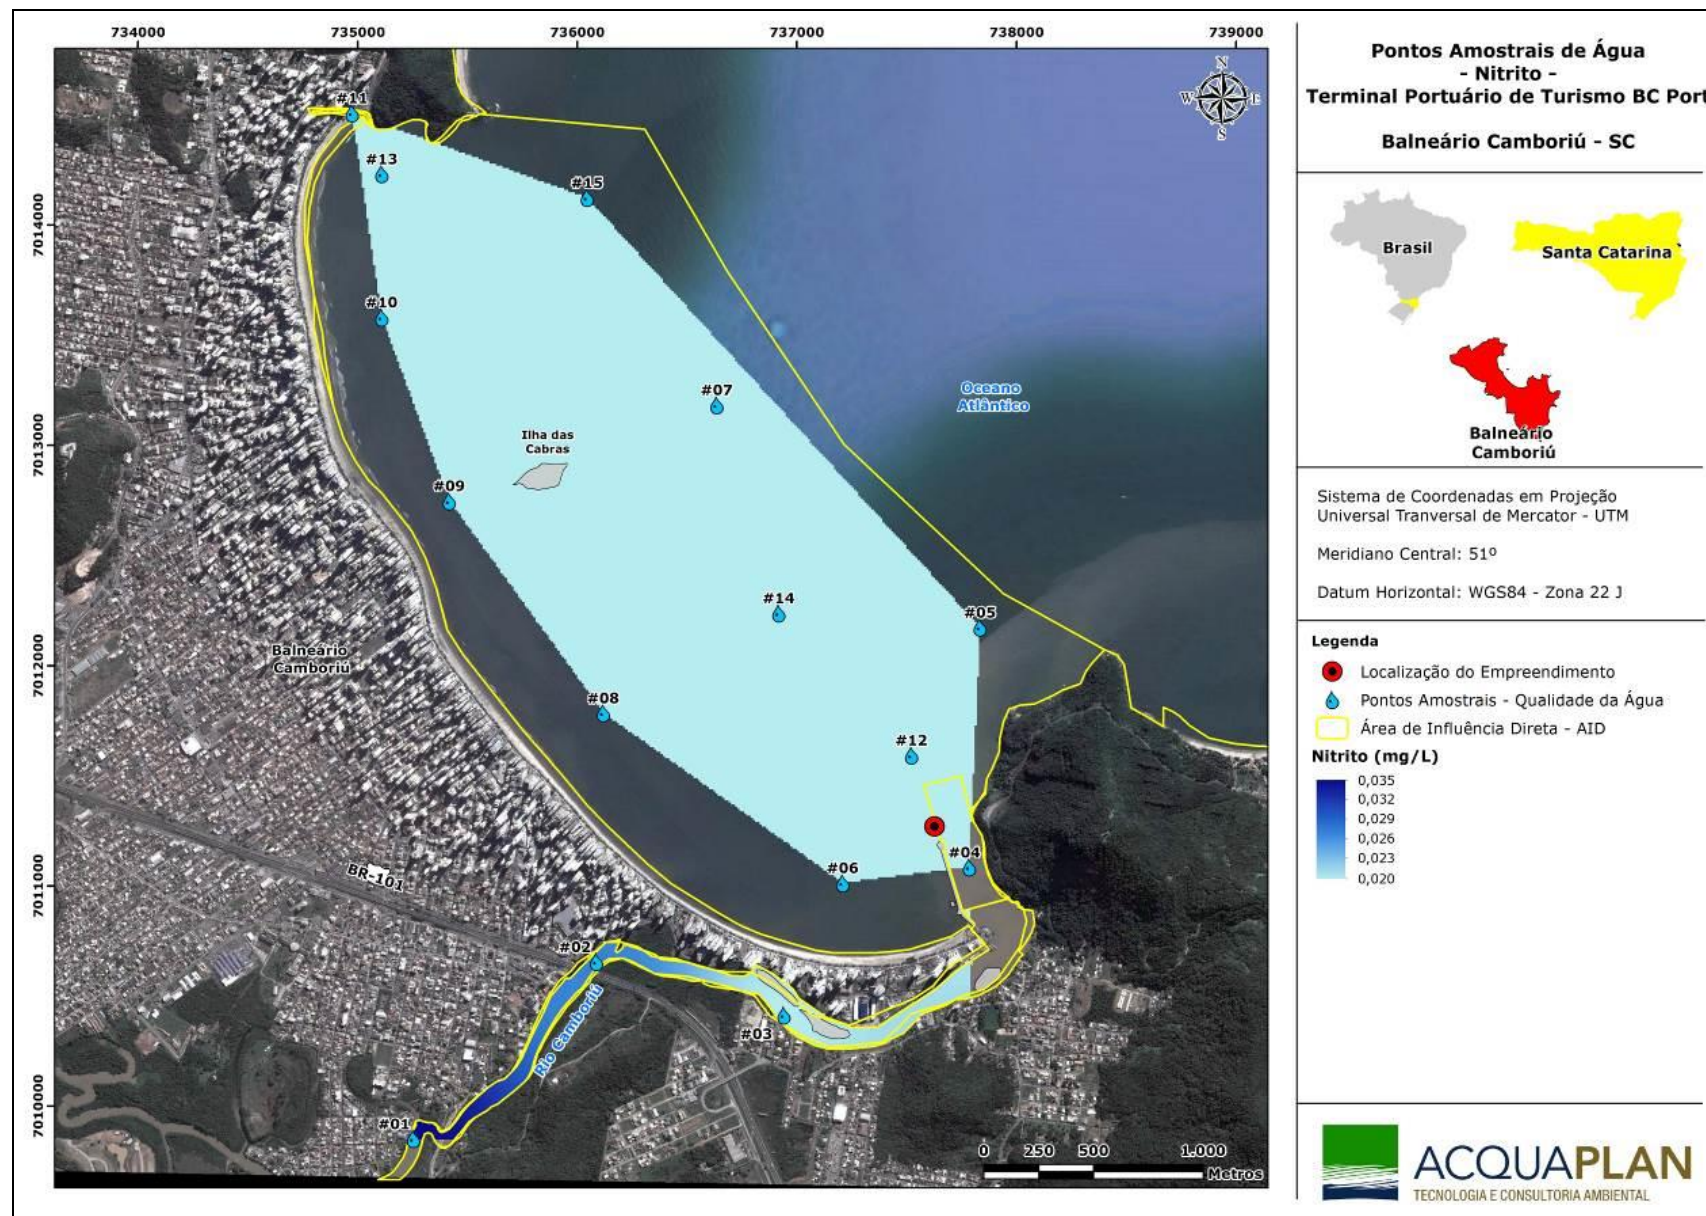 734000
735000
736000
737000
738000
739000
7014000
7013000
7012000
7011000
7010000
N
W
E
S
#11
#13
#15
#10
#07
Oceano
Atlântico
Ilha das
Cabras
#09
#14
#05
Balneário
Camboriú
#08
#12
#04
#06
BR-101
#02
#03
Rio Camboriú
#01
0 250 500 1.000
Metros
Pontos Amostrais de Água
- Nitrito -
Terminal Portuário de Turismo BC Port
Balneário Camboriú - SC
Brasil
Santa Catarina
Balneário
Camboriú
Sistema de Coordenadas em Projeção
Universal Tranversal de Mercator - UTM
Meridiano Central: 51º
Datum Horizontal: WGS84 - Zona 22 J
Legenda
Localização do Empreendimento
Pontos Amostrais - Qualidade da Água
Área de Influência Direta - AID
Nitrito (mg/L)
0,035
0,032
0,029
0,026
0,023
0,020
ACQUAPLAN
TECNOLOGIA E CONSULTORIA AMBIENTAL